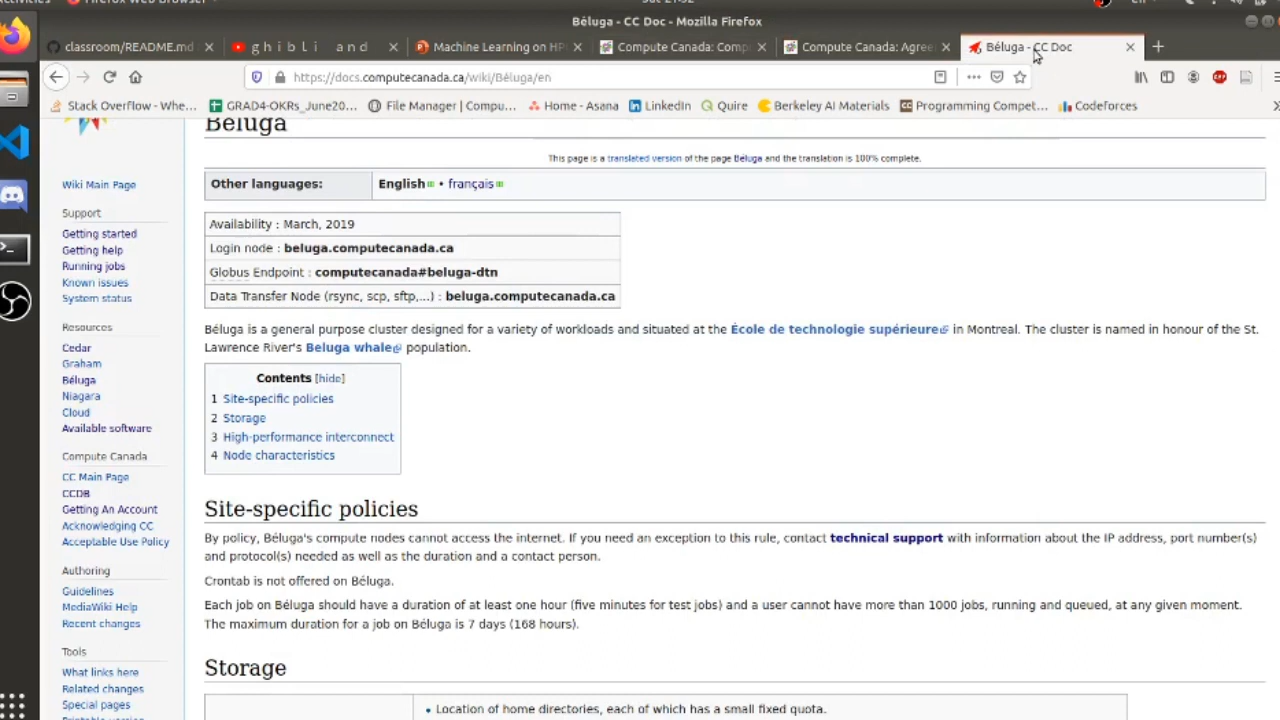 Béluga - CC Doc - Mozilla Firefox
classroom/README.md
ghibli and
Machine Learning on HP
Compute Canada: Comp
Compute Canada: Agree
Béluga - CC Doc
https://docs.computecanada.ca/wiki/Béluga/en
Stack Overflow - Whe...
GRAD4-OKRs_June20...
File Manager | Compu...
Home - Asana
LinkedIn
Quire
Berkeley AI Materials
Programming Compet...
Codeforces
Béluga
This page is a translated version of the page Béluga and the translation is 100% complete.
Other languages: English • français
Availability : March, 2019
Login node : beluga.computecanada.ca
Globus Endpoint : computecanada#beluga-dtn
Data Transfer Node (rsync, scp, sftp,...) : beluga.computecanada.ca
Béluga is a general purpose cluster designed for a variety of workloads and situated at the École de technologie supérieure in Montreal. The cluster is named in honour of the St.
Lawrence River's Beluga whale population.
Contents [hide]
1 Site-specific policies
2 Storage
3 High-performance interconnect
4 Node characteristics
Site-specific policies
By policy, Béluga's compute nodes cannot access the internet. If you need an exception to this rule, contact technical support with information about the IP address, port number(s)
and protocol(s) needed as well as the duration and a contact person.
Crontab is not offered on Béluga.
Each job on Béluga should have a duration of at least one hour (five minutes for test jobs) and a user cannot have more than 1000 jobs, running and queued, at any given moment.
The maximum duration for a job on Béluga is 7 days (168 hours).
Storage
• Location of home directories, each of which has a small fixed quota.
Wiki Main Page
Support
Getting started
Getting help
Running jobs
Known issues
System status
Resources
Cedar
Graham
Béluga
Niagara
Cloud
Available software
Compute Canada
CC Main Page
CCDB
Getting An Account
Acknowledging CC
Acceptable Use Policy
Authoring
Guidelines
MediaWiki Help
Recent changes
Tools
What links here
Related changes
Special pages